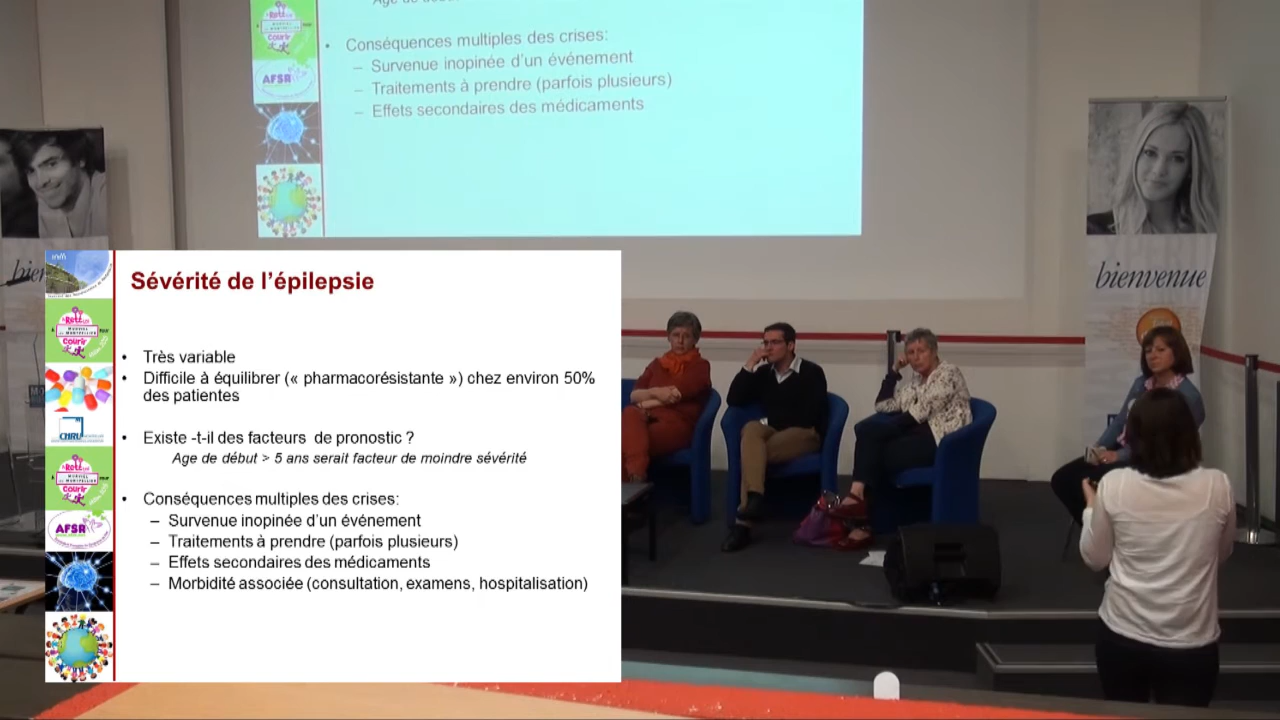 Conséquences multiples des crises:
– Survenue inopinée d'un événement
– Traitements à prendre (parfois plusieurs)
– Effets secondaires des médicaments
AFSR
bienvenue
Sévérité de l'épilepsie
• Très variable
• Difficile à équilibrer (« pharmacorésistante ») chez environ 50%
des patientes
• Existe -t-il des facteurs de pronostic ?
Age de début > 5 ans serait facteur de moindre sévérité
• Conséquences multiples des crises:
– Survenue inopinée d'un événement
– Traitements à prendre (parfois plusieurs)
– Effets secondaires des médicaments
– Morbidité associée (consultation, examens, hospitalisation)
CHRU
Courir
AFSR